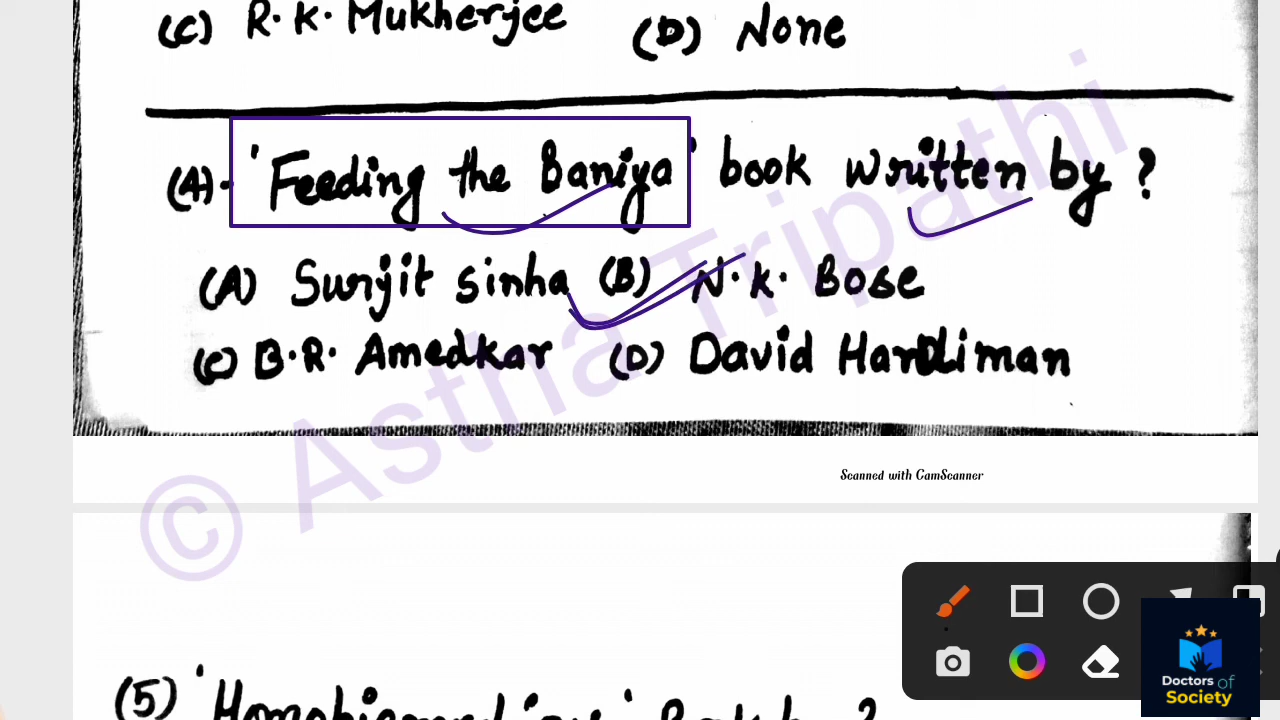 (C) R.K. Mukherjee (D) None
(4). 'Feeding the Baniya' book written by ?
(A) Surjit Sinha (B) N.K. Bose
(C) B.R. Amedkar (D) David Hardiman
Scanned with CamScanner
© Astha Tripathi
(5)
Doctors of
Society